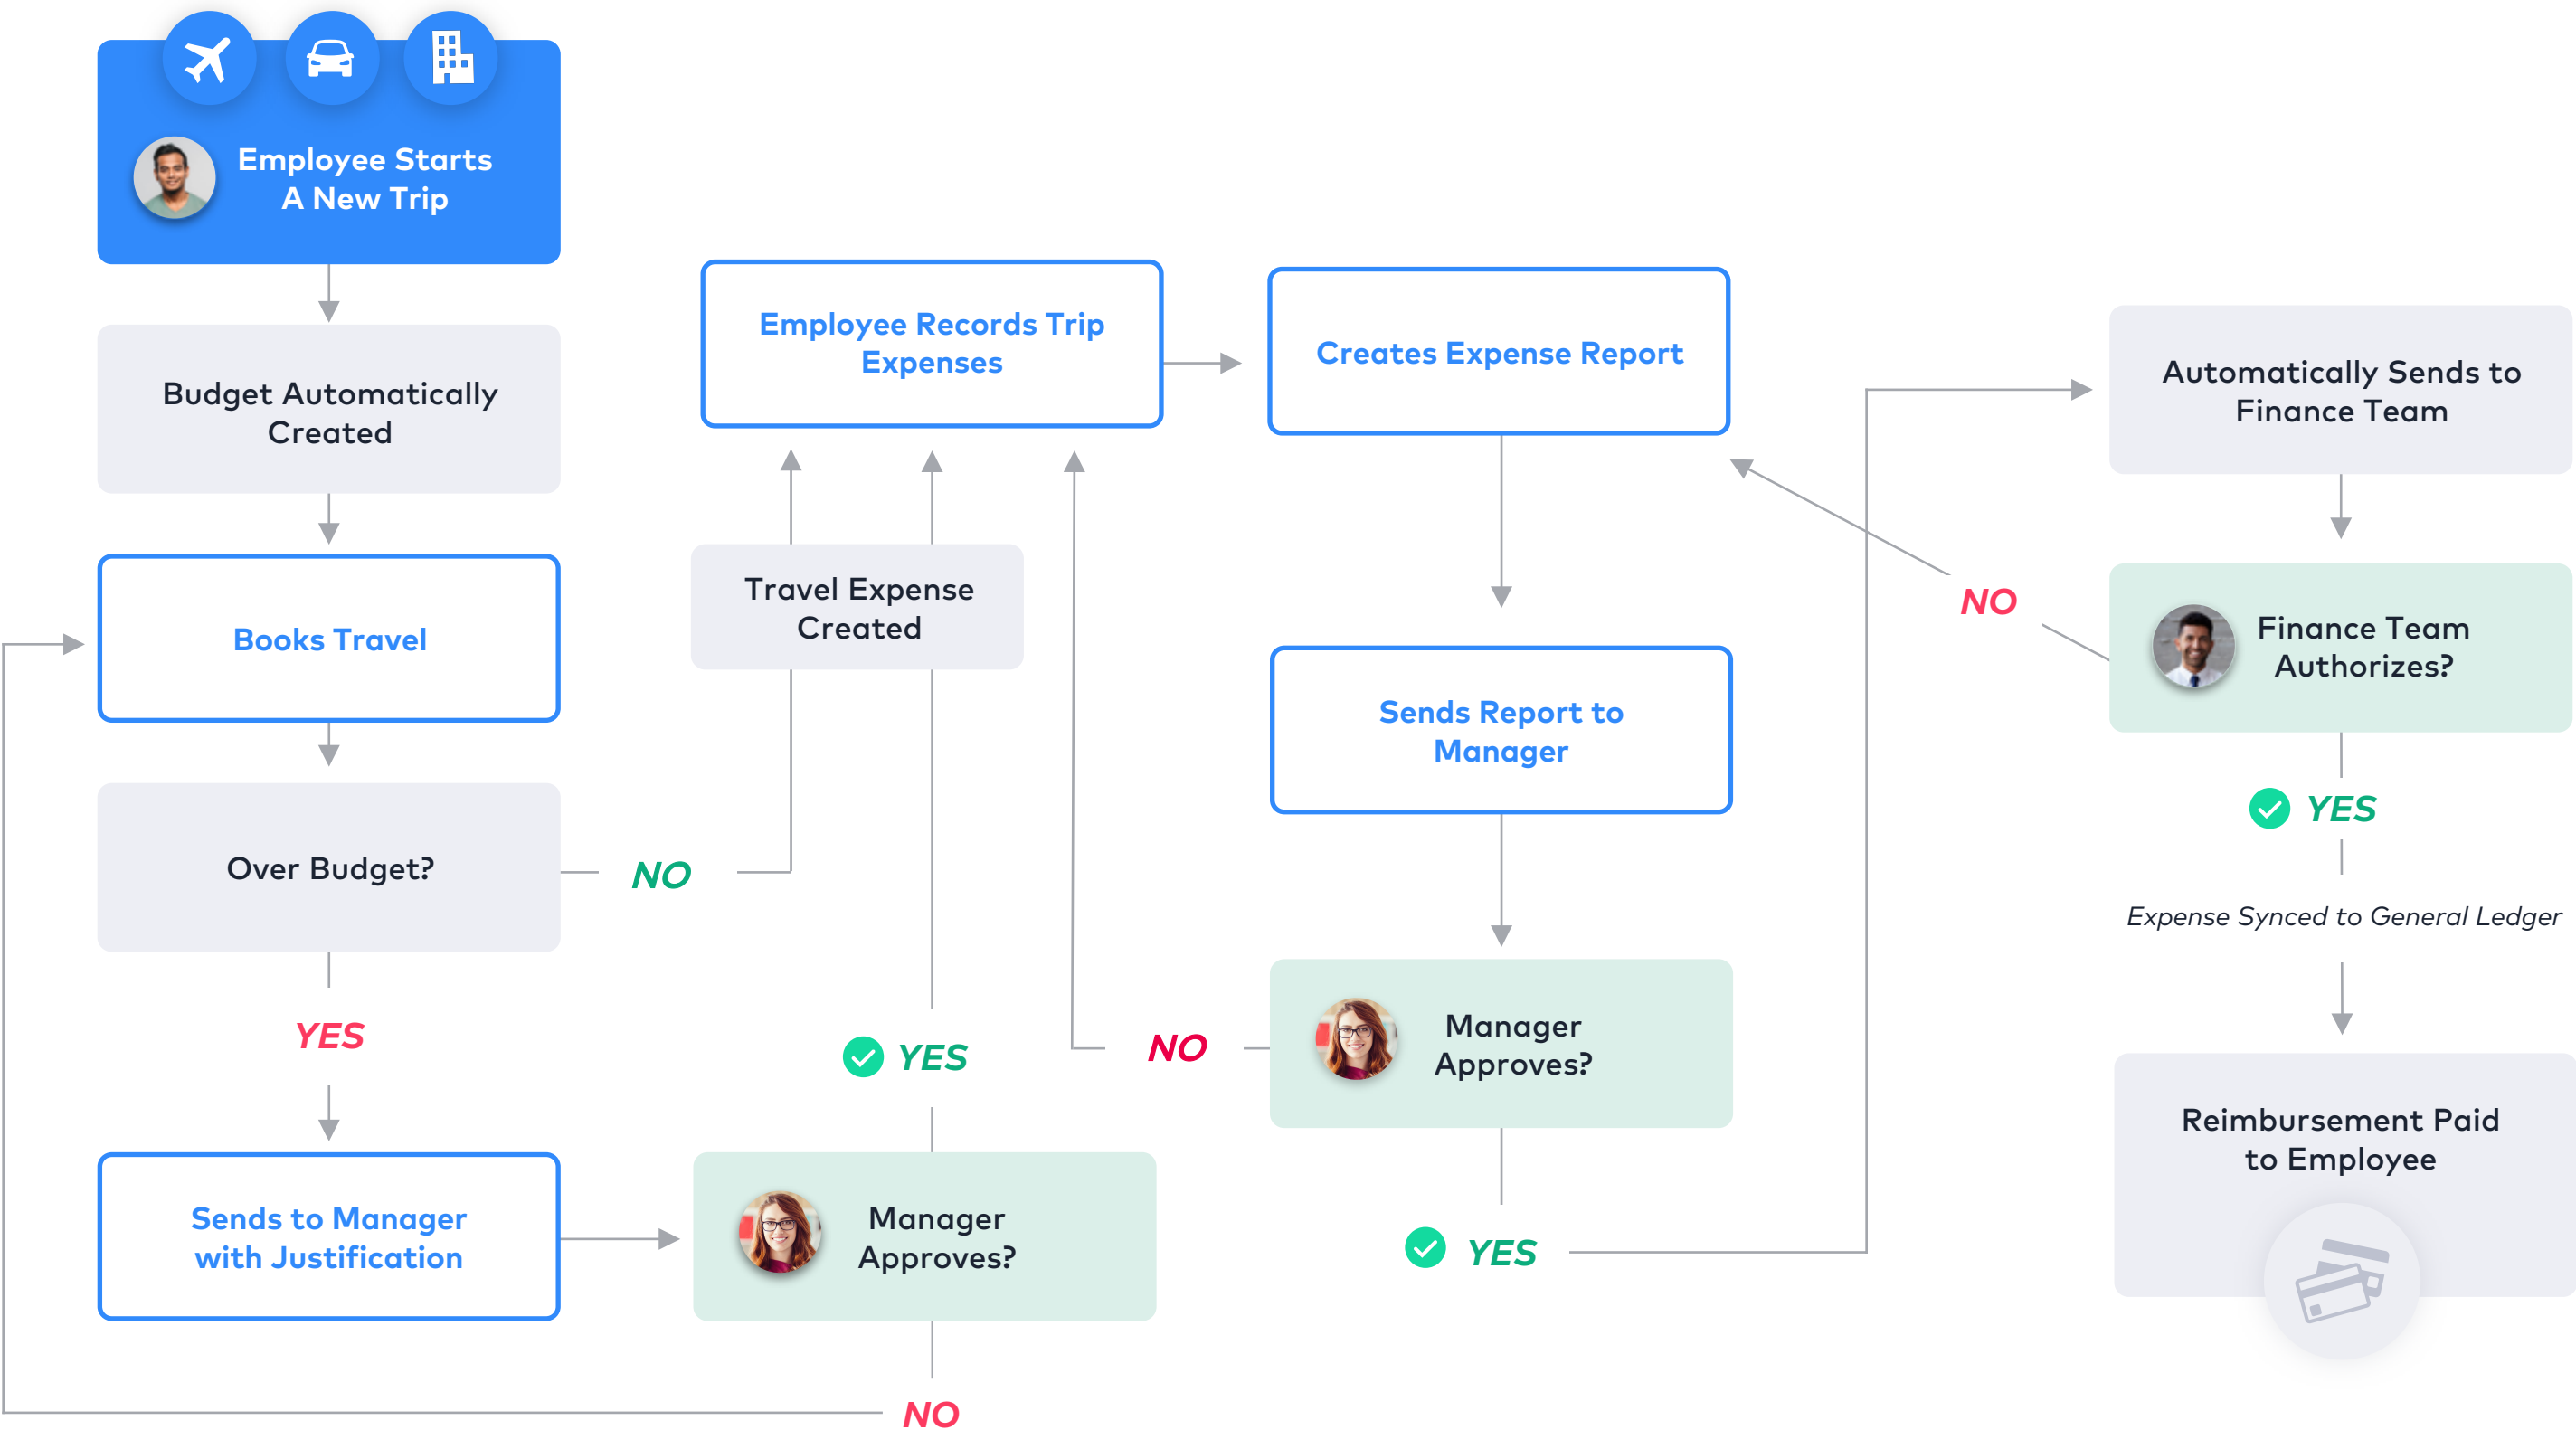 Employee Starts
A New Trip
Budget Automatically
Created
Books Travel
Over Budget?
NO
YES
Sends to Manager
with Justification
Manager
Approves?
YES
NO
Travel Expense
Created
Employee Records Trip
Expenses
Creates Expense Report
Sends Report to
Manager
Manager
Approves?
NO
YES
Automatically Sends to
Finance Team
Finance Team
Authorizes?
NO
YES
Expense Synced to General Ledger
Reimbursement Paid
to Employee